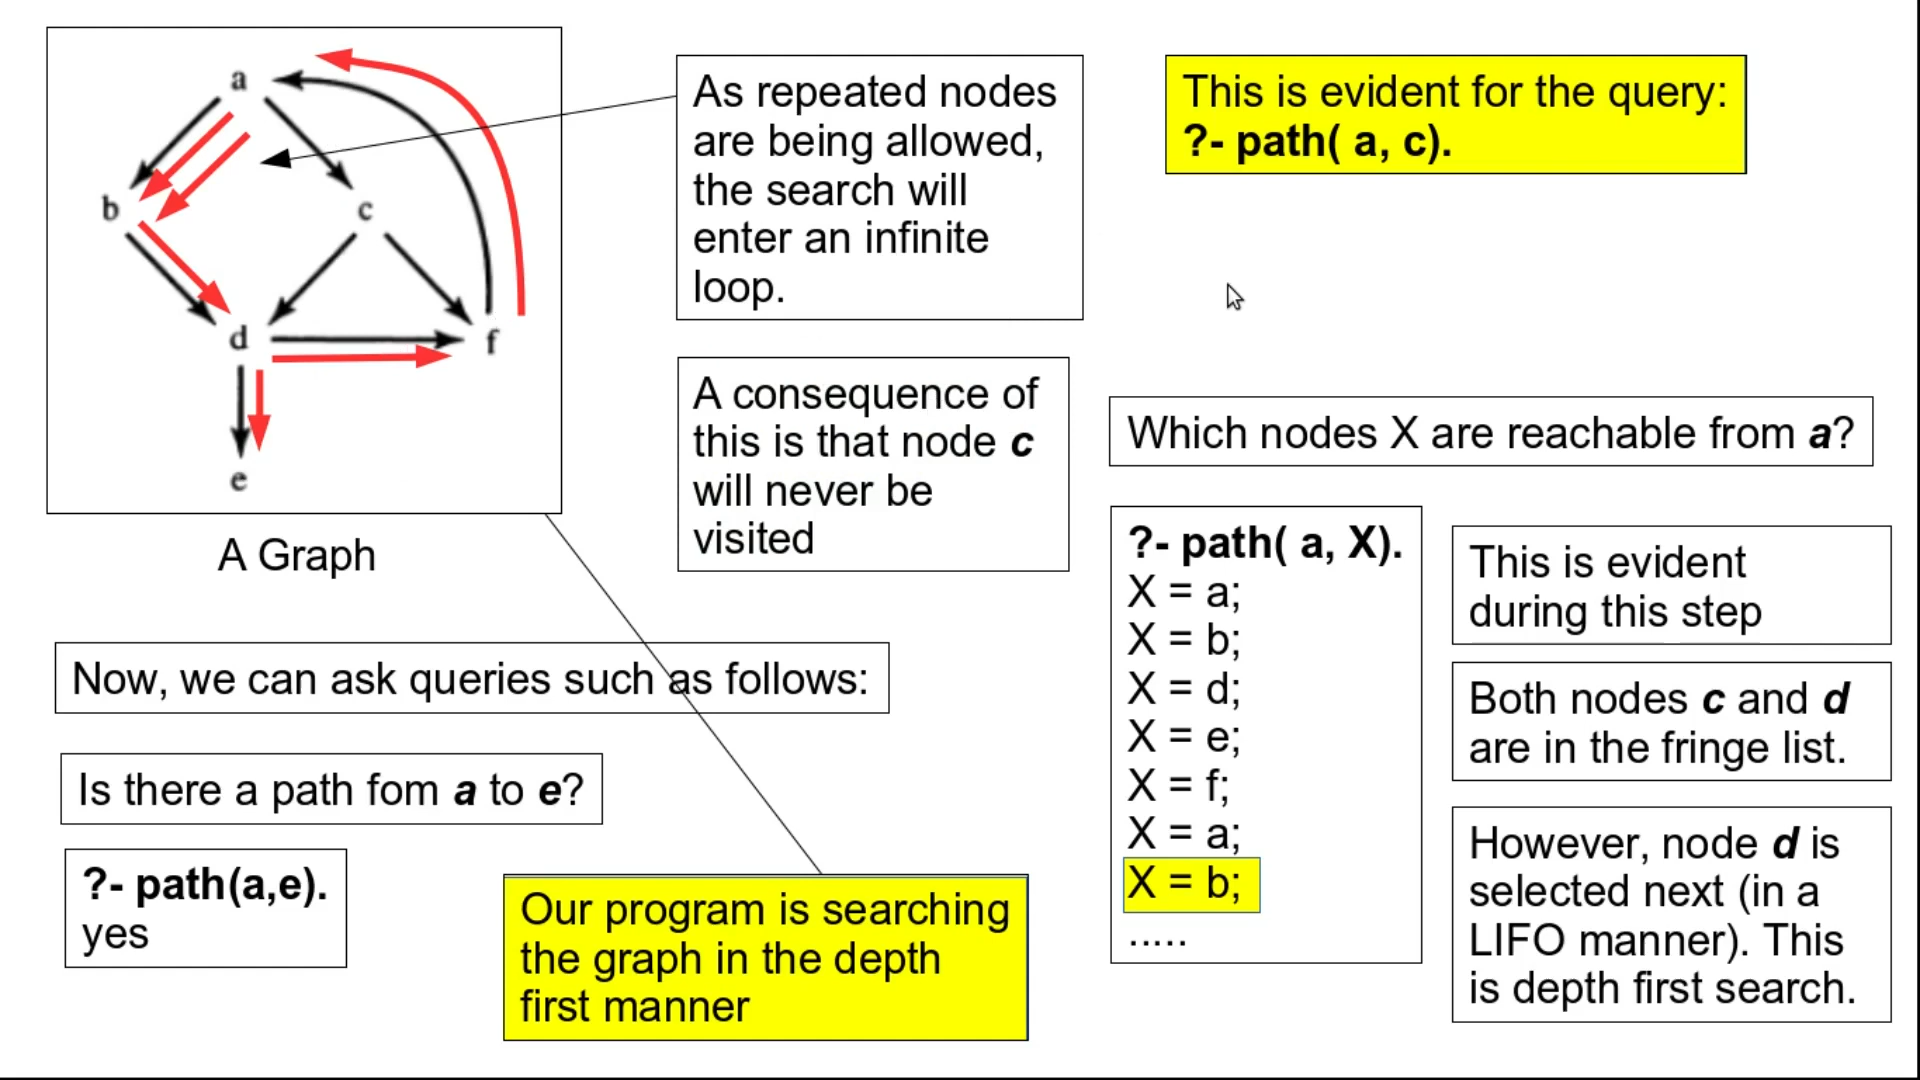 a
b
c
d
f
e
A Graph
As repeated nodes
are being allowed,
the search will
enter an infinite
loop.
A consequence of
this is that node c
will never be
visited
This is evident for the query:
?- path( a, c).
Now, we can ask queries such as follows:
Is there a path fom a to e?
?- path(a,e).
yes
Our program is searching
the graph in the depth
first manner
Which nodes X are reachable from a?
?- path( a, X).
X = a;
X = b;
X = d;
X = e;
X = f;
X = a;
X = b;
.....
This is evident
during this step
Both nodes c and d
are in the fringe list.
However, node d is
selected next (in a
LIFO manner). This
is depth first search.